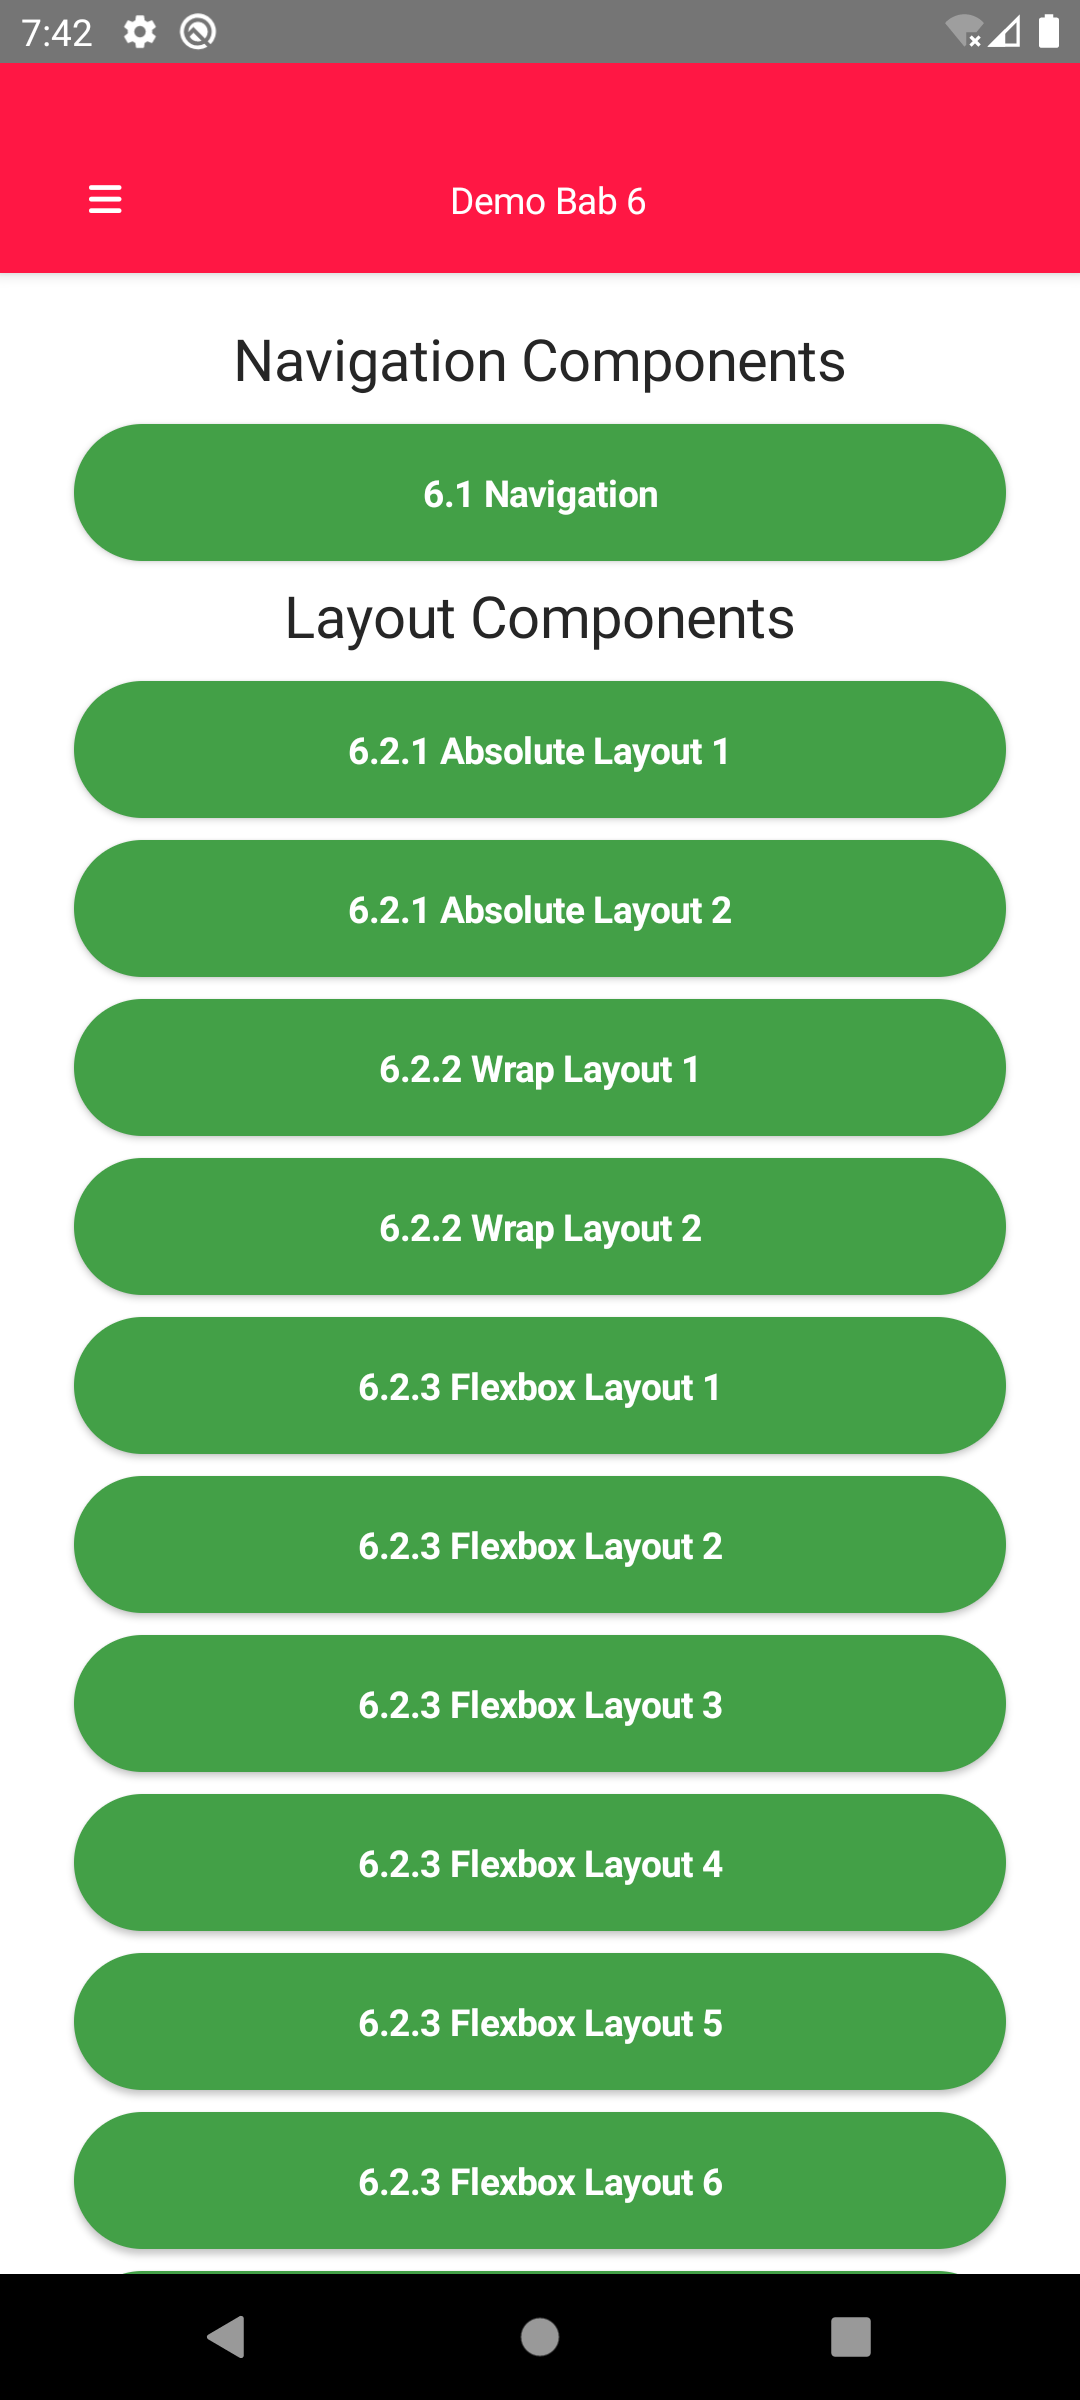 7:42
Demo Bab 6
Navigation Components
6.1 Navigation
Layout Components
6.2.1 Absolute Layout 1
6.2.1 Absolute Layout 2
6.2.2 Wrap Layout 1
6.2.2 Wrap Layout 2
6.2.3 Flexbox Layout 1
6.2.3 Flexbox Layout 2
6.2.3 Flexbox Layout 3
6.2.3 Flexbox Layout 4
6.2.3 Flexbox Layout 5
6.2.3 Flexbox Layout 6